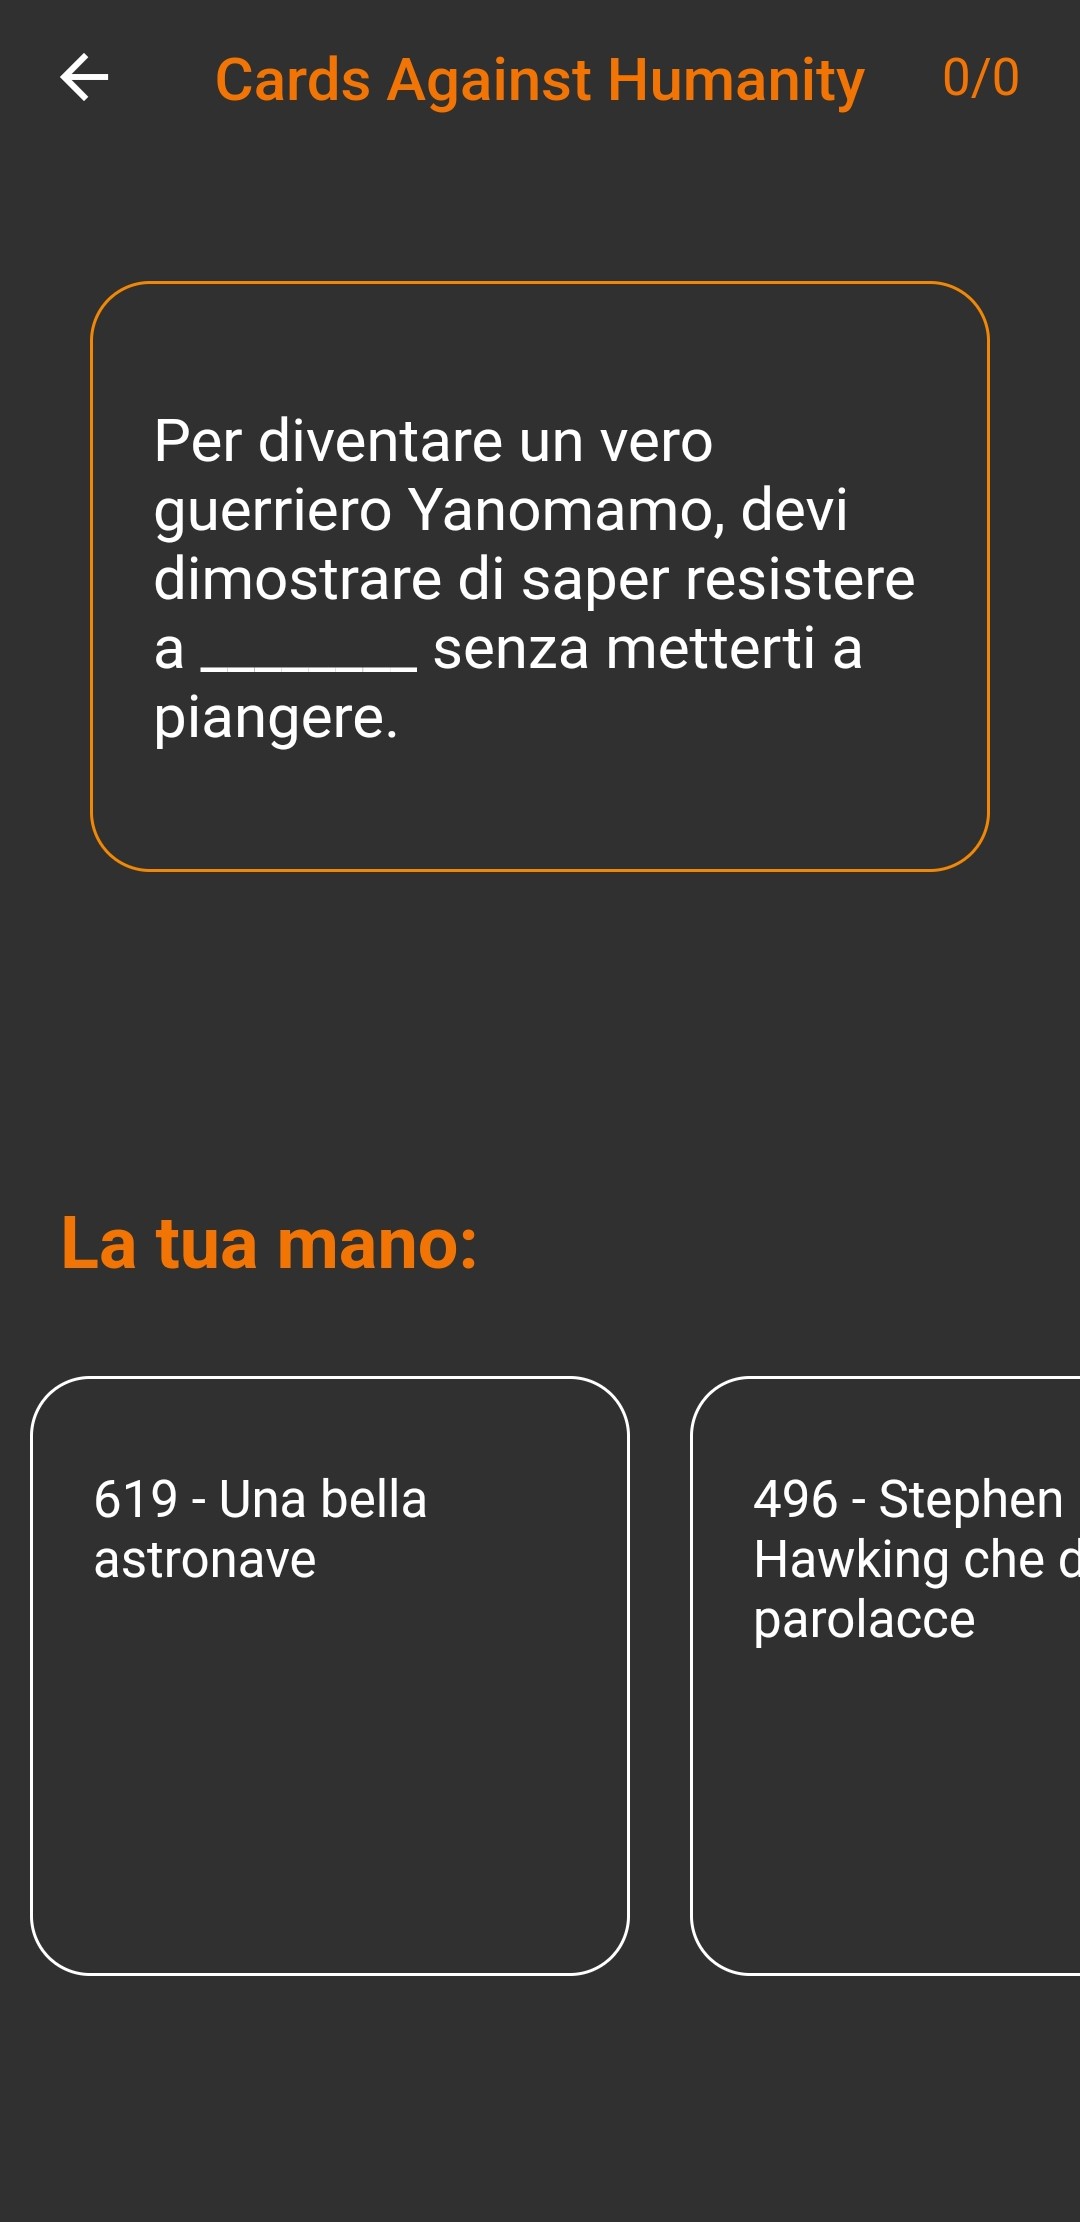 Cards Against Humanity 0/0
Per diventare un vero
guerriero Yanomamo, devi
dimostrare di saper resistere
a ________ senza metterti a
piangere.
La tua mano:
619 - Una bella
astronave
496 - Stephen
Hawking che
parolacce